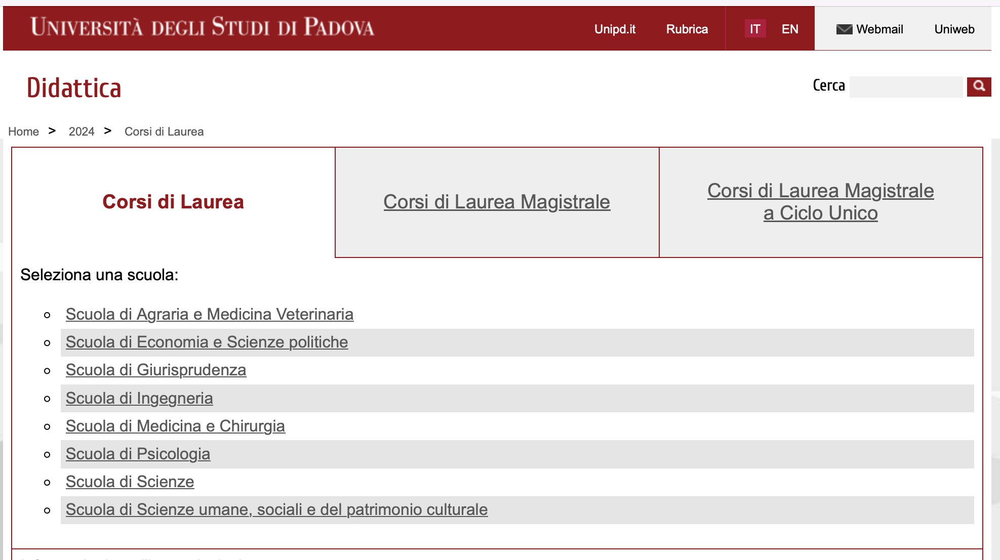 Università degli Studi di Padova
Unipd.it Rubrica IT EN Webmail Uniweb
Didattica
Cerca
Home > 2024 > Corsi di Laurea
Corsi di Laurea
Corsi di Laurea Magistrale
Corsi di Laurea Magistrale
a Ciclo Unico
Seleziona una scuola:
Scuola di Agraria e Medicina Veterinaria
Scuola di Economia e Scienze politiche
Scuola di Giurisprudenza
Scuola di Ingegneria
Scuola di Medicina e Chirurgia
Scuola di Psicologia
Scuola di Scienze
Scuola di Scienze umane, sociali e del patrimonio culturale